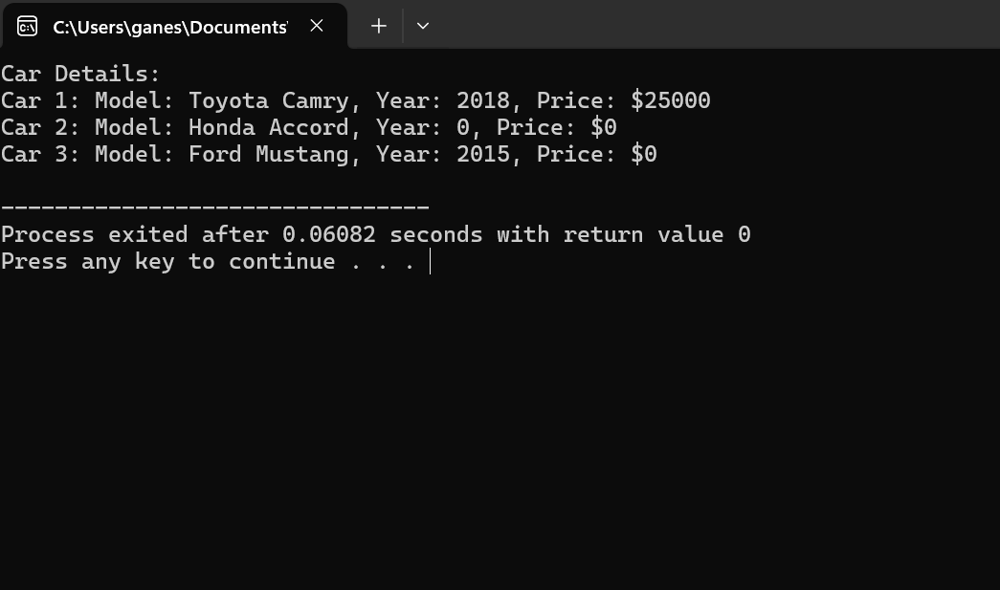 C:\Users\ganes\Documents'
Car Details:
Car 1: Model: Toyota Camry, Year: 2018, Price: $25000
Car 2: Model: Honda Accord, Year: 0, Price: $0
Car 3: Model: Ford Mustang, Year: 2015, Price: $0
--------------------------------
Process exited after 0.06082 seconds with return value 0
Press any key to continue . . .